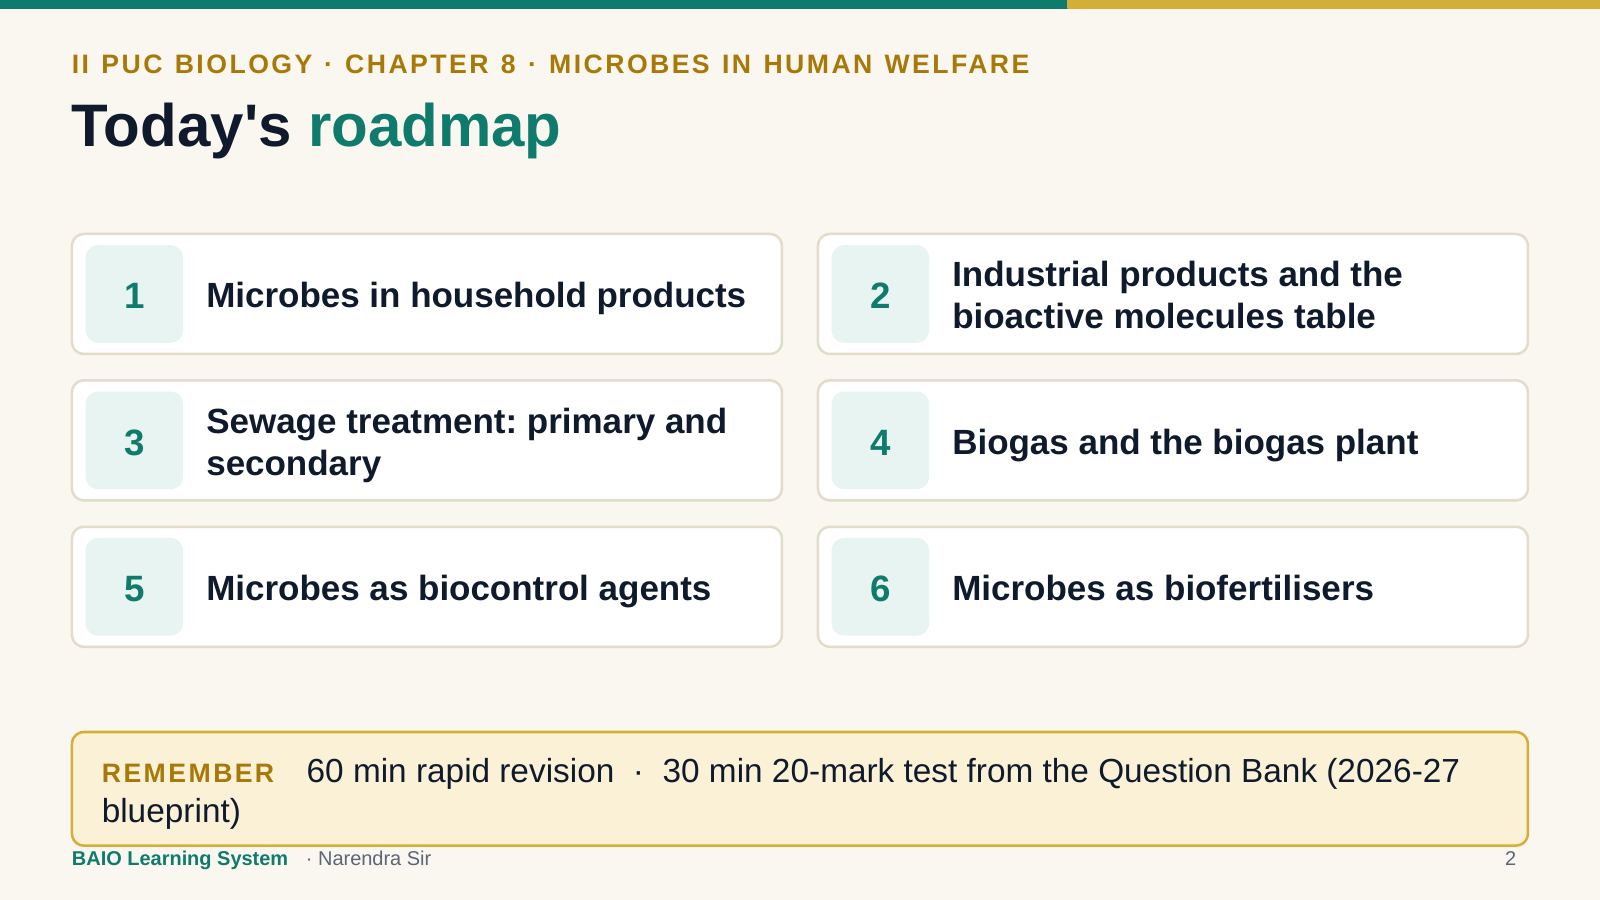 II PUC BIOLOGY · CHAPTER 8 · MICROBES IN HUMAN WELFARE
Today's roadmap
1
Microbes in household products
2
Industrial products and the
bioactive molecules table
3
Sewage treatment: primary and
secondary
4
Biogas and the biogas plant
5
Microbes as biocontrol agents
6
Microbes as biofertilisers
REMEMBER 60 min rapid revision · 30 min 20-mark test from the Question Bank (2026-27
blueprint)
BAIO Learning System · Narendra Sir
2